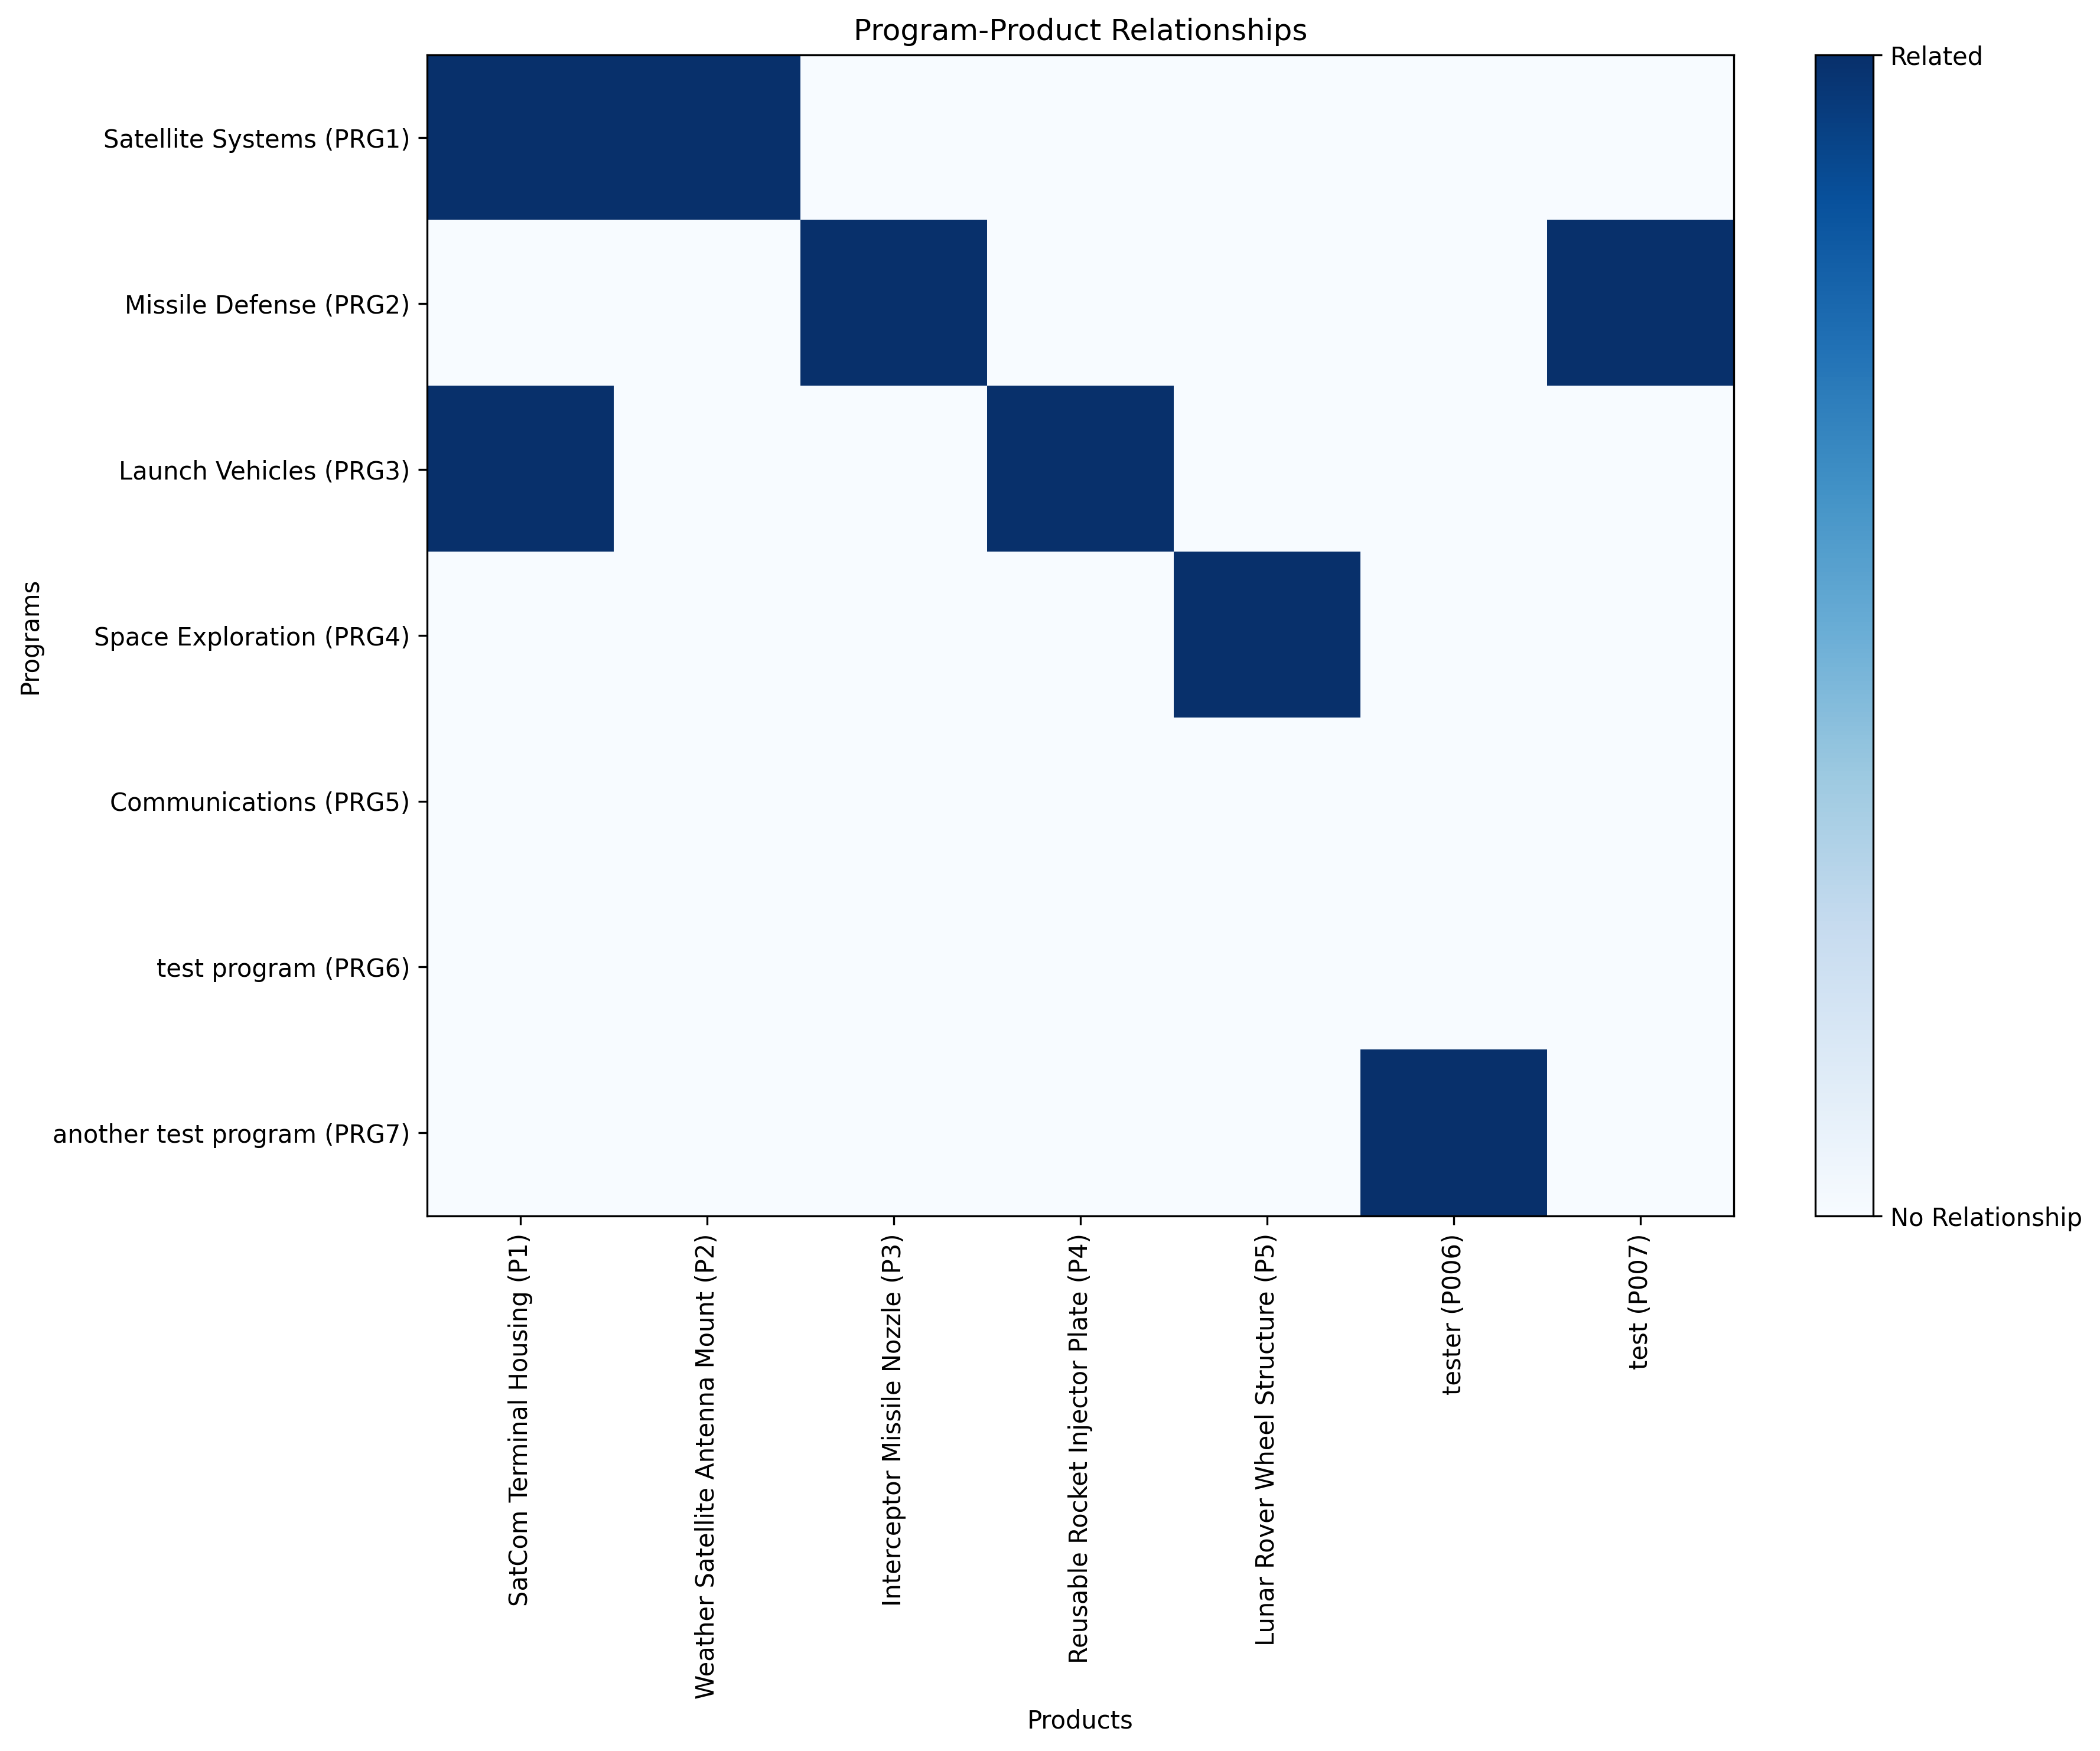 Program-Product Relationships
Related
Satellite Systems (PRG1)
Missile Defense (PRG2)
Launch Vehicles (PRG3)
Space Exploration (PRG4)
Communications (PRG5)
test program (PRG6)
another test program (PRG7)
Programs
No Relationship
SatCom Terminal Housing (P1)
Weather Satellite Antenna Mount (P2)
Interceptor Missile Nozzle (P3)
Reusable Rocket Injector Plate (P4)
Lunar Rover Wheel Structure (P5)
tester (P006)
test (P007)
Products